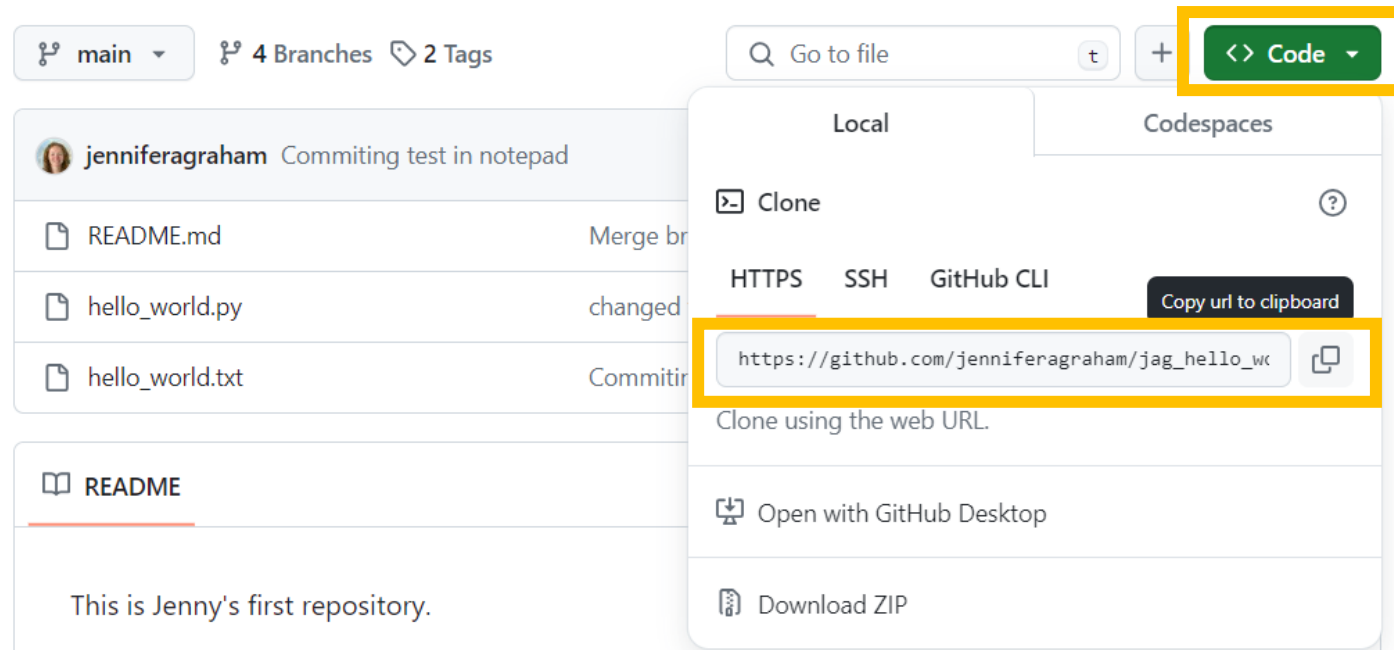 main 4 Branches 2 Tags Go to file t + <> Code
Local Codespaces
jenniferagraham Commiting test in notepad
Clone
README.md Merge br
HTTPS SSH GitHub CLI
Copy url to clipboard
hello_world.py changed
https://github.com/jenniferagraham/jag_hello_wo
hello_world.txt Commitin
Clone using the web URL.
README
Open with GitHub Desktop
This is Jenny's first repository.
Download ZIP